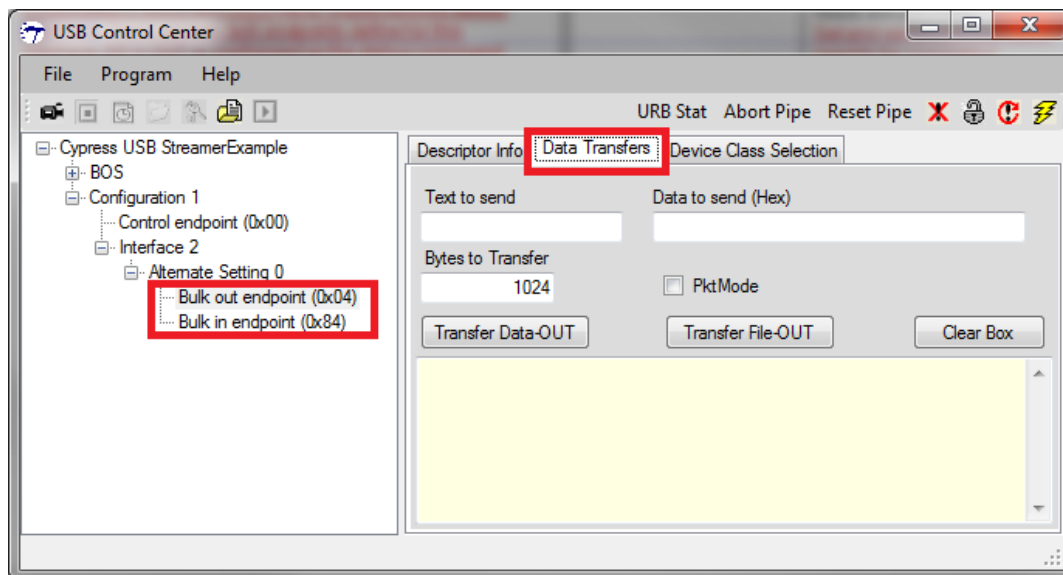 USB Control Center
File Program Help
URB Stat Abort Pipe Reset Pipe
Cypress USB StreamerExample
BOS
Configuration 1
Control endpoint (0x00)
Interface 2
Alternate Setting 0
Bulk out endpoint (0x04)
Bulk in endpoint (0x84)
Descriptor Info Data Transfers Device Class Selection
Text to send Data to send (Hex)
Bytes to Transfer
1024 PktMode
Transfer Data-OUT Transfer File-OUT Clear Box